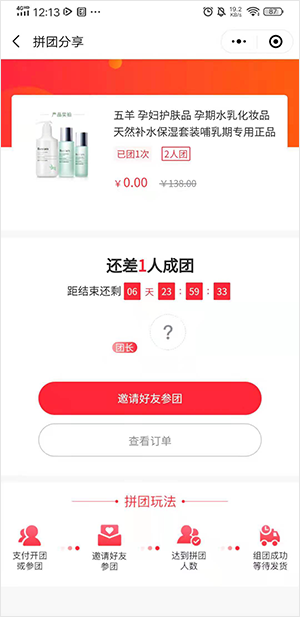 4G HD 12:13 19.2 KB/s 87
拼团分享
产品套装
五羊 孕妇护肤品 孕期水乳化妆品
天然补水保湿套装哺乳期专用正品
已团1次 2人团
￥0.00 ￥138.00
还差1人成团
距结束还剩 06 天 23 : 59 : 33
?
团长
邀请好友参团
查看订单
拼团玩法
支付开团 邀请好友 达到拼团 组团成功
或参团 参团 人数 等待发货